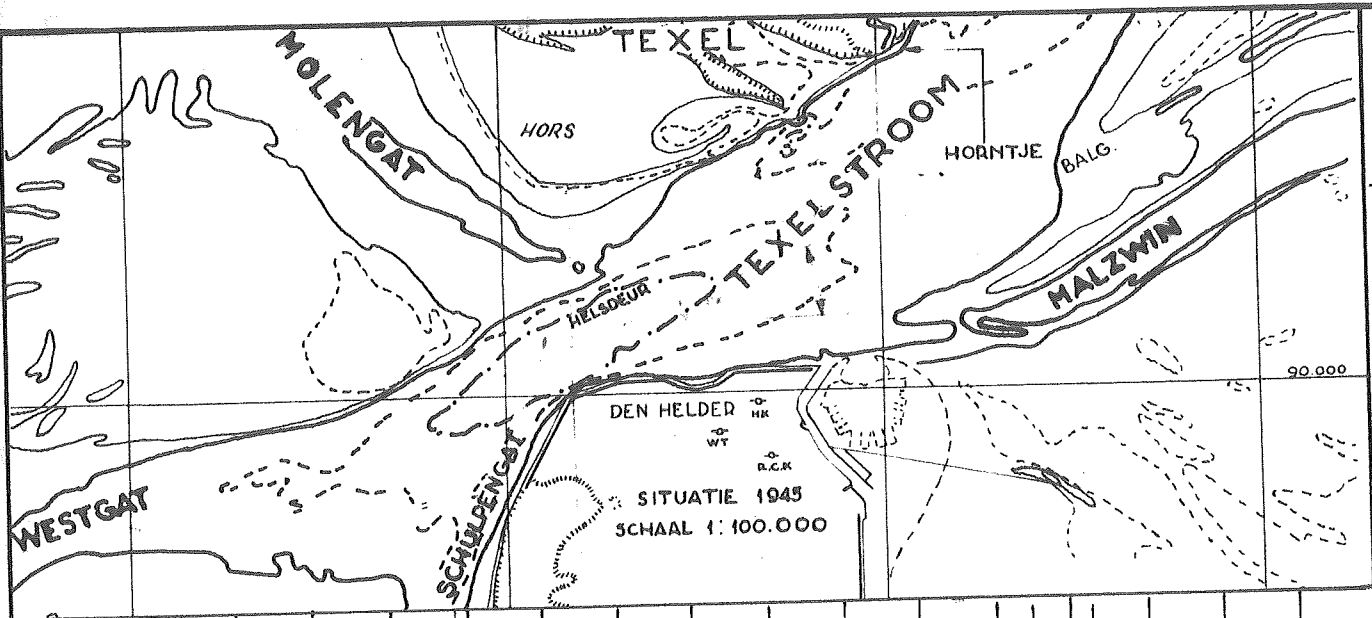 TEXEL
MOLENGAT
HORS
TEXELSTROOM
HORNTJE
BALG.
MALZWIN
HELSDEUR
90.000
DEN HELDER
HK
WT
R.C.K
SITUATIE 1945
SCHAAL 1:100.000
SCHULPENGAT
WESTGAT